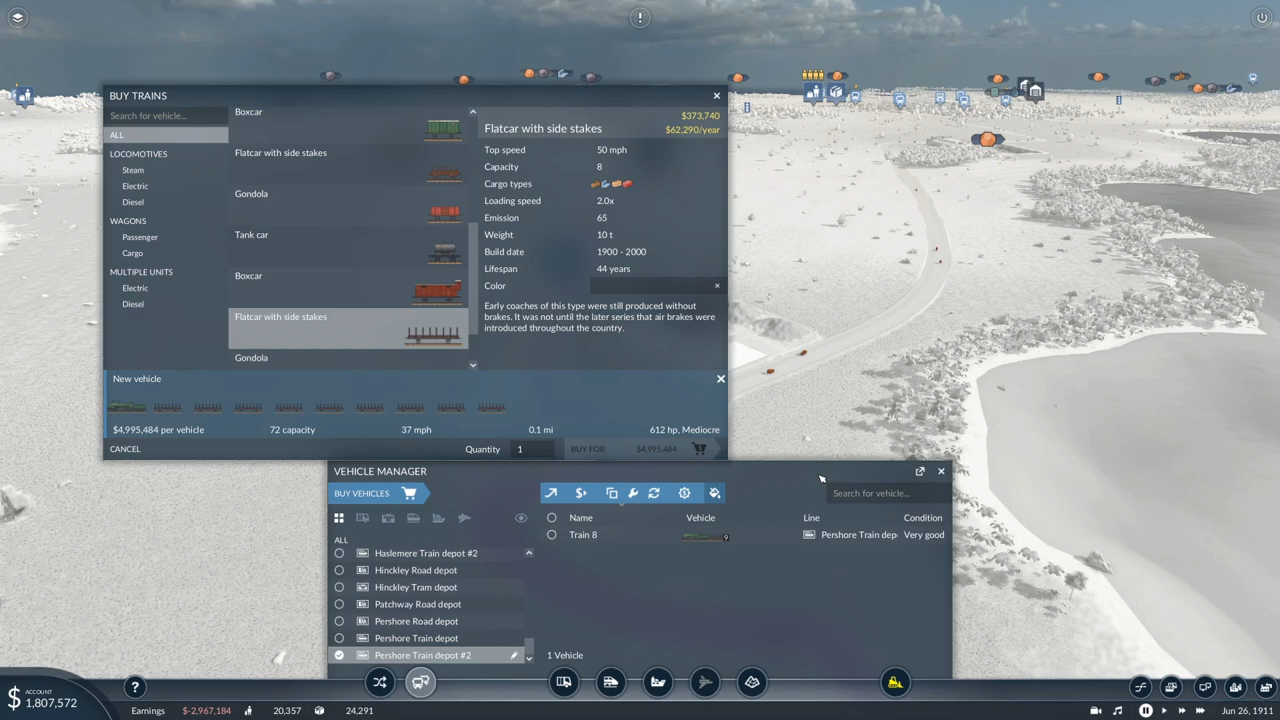 BUY TRAINS
Search for vehicle...
ALL
LOCOMOTIVES
Steam
Electric
Diesel
WAGONS
Passenger
Cargo
MULTIPLE UNITS
Electric
Diesel
Boxcar
Flatcar with side stakes
Gondola
Tank car
Boxcar
Flatcar with side stakes
Gondola
$373,740
Flatcar with side stakes $62,290/year
Top speed 50 mph
Capacity 8
Cargo types
Loading speed 2.0x
Emission 65
Weight 10 t
Build date 1900 - 2000
Lifespan 44 years
Color
Early coaches of this type were still produced without
brakes. It was not until the later series that air brakes were
introduced throughout the country.
New vehicle
$4,995,484 per vehicle 72 capacity 37 mph 0.1 mi 612 hp, Mediocre
CANCEL Quantity 1 BUY FOR $4,995,484
VEHICLE MANAGER
BUY VEHICLES
Search for vehicle...
ALL
Haslemere Train depot #2
Hinckley Road depot
Hinckley Tram depot
Patchway Road depot
Pershore Road depot
Pershore Train depot
Pershore Train depot #2
Name Vehicle Line Condition
Train 8 9 Pershore Train dep Very good
1 Vehicle
$ ACCOUNT
1,807,572
?
Earnings $-2,967,184 20,357 24,291 Jun 26, 1911